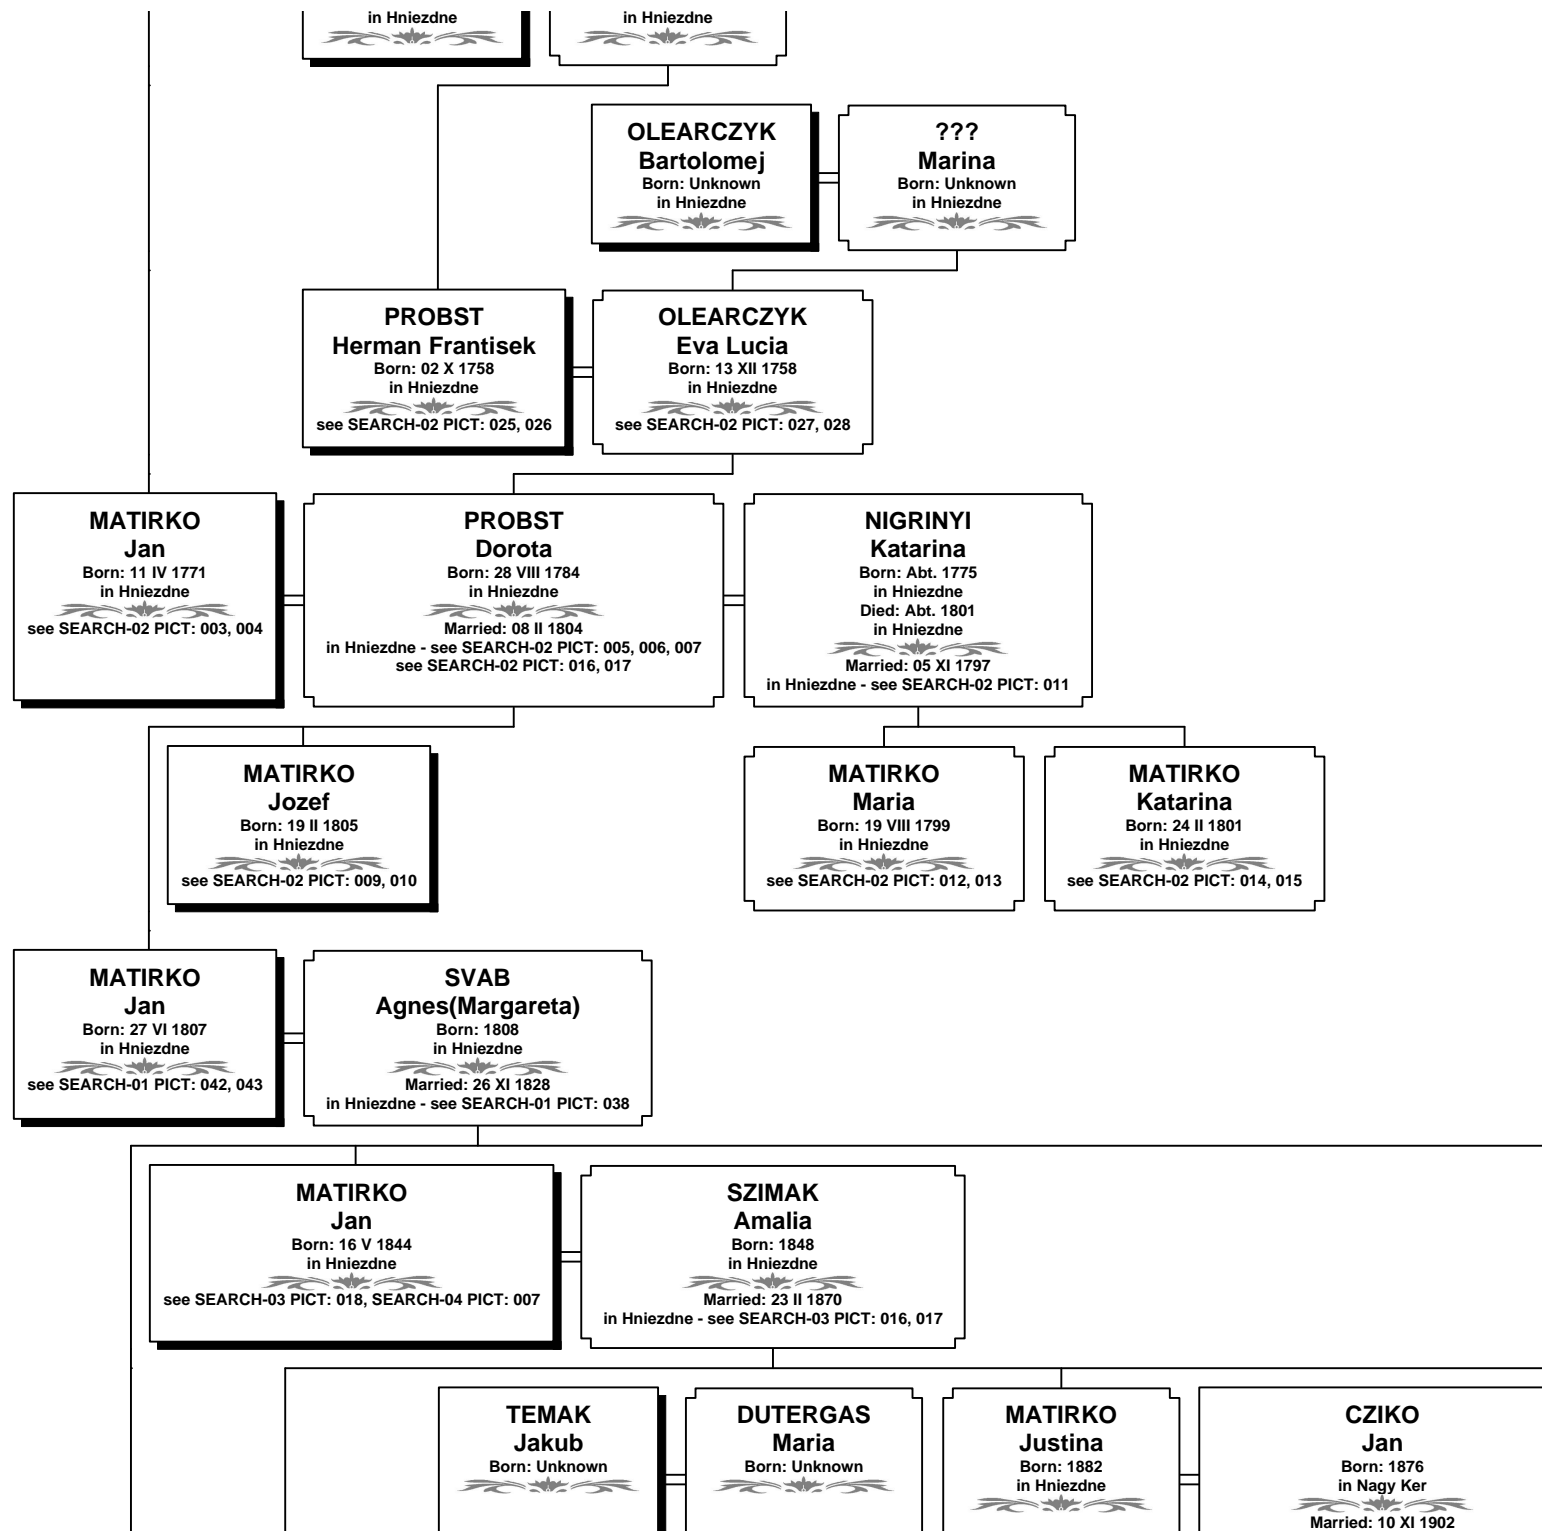 in Hniezdne
in Hniezdne
OLEARCZYK
Bartolomej
Born: Unknown
in Hniezdne
???
Marina
Born: Unknown
in Hniezdne
PROBST
Herman Frantisek
Born: 02 X 1758
in Hniezdne
see SEARCH-02 PICT: 025, 026
OLEARCZYK
Eva Lucia
Born: 13 XII 1758
in Hniezdne
see SEARCH-02 PICT: 027, 028
MATIRKO
Jan
Born: 11 IV 1771
in Hniezdne
see SEARCH-02 PICT: 003, 004
PROBST
Dorota
Born: 28 VIII 1784
in Hniezdne
Married: 08 II 1804
in Hniezdne - see SEARCH-02 PICT: 005, 006, 007
see SEARCH-02 PICT: 016, 017
NIGRINYI
Katarina
Born: Abt. 1775
in Hniezdne
Died: Abt. 1801
in Hniezdne
Married: 05 XI 1797
in Hniezdne - see SEARCH-02 PICT: 011
MATIRKO
Jozef
Born: 19 II 1805
in Hniezdne
see SEARCH-02 PICT: 009, 010
MATIRKO
Maria
Born: 19 VIII 1799
in Hniezdne
see SEARCH-02 PICT: 012, 013
MATIRKO
Katarina
Born: 24 II 1801
in Hniezdne
see SEARCH-02 PICT: 014, 015
MATIRKO
Jan
Born: 27 VI 1807
in Hniezdne
see SEARCH-01 PICT: 042, 043
SVAB
Agnes(Margareta)
Born: 1808
in Hniezdne
Married: 26 XI 1828
in Hniezdne - see SEARCH-01 PICT: 038
MATIRKO
Jan
Born: 16 V 1844
in Hniezdne
see SEARCH-03 PICT: 018, SEARCH-04 PICT: 007
SZIMAK
Amalia
Born: 1848
in Hniezdne
Married: 23 II 1870
in Hniezdne - see SEARCH-03 PICT: 016, 017
TEMAK
Jakub
Born: Unknown
DUTERGAS
Maria
Born: Unknown
MATIRKO
Justina
Born: 1882
in Hniezdne
CZIKO
Jan
Born: 1876
in Nagy Ker
Married: 10 XI 1902